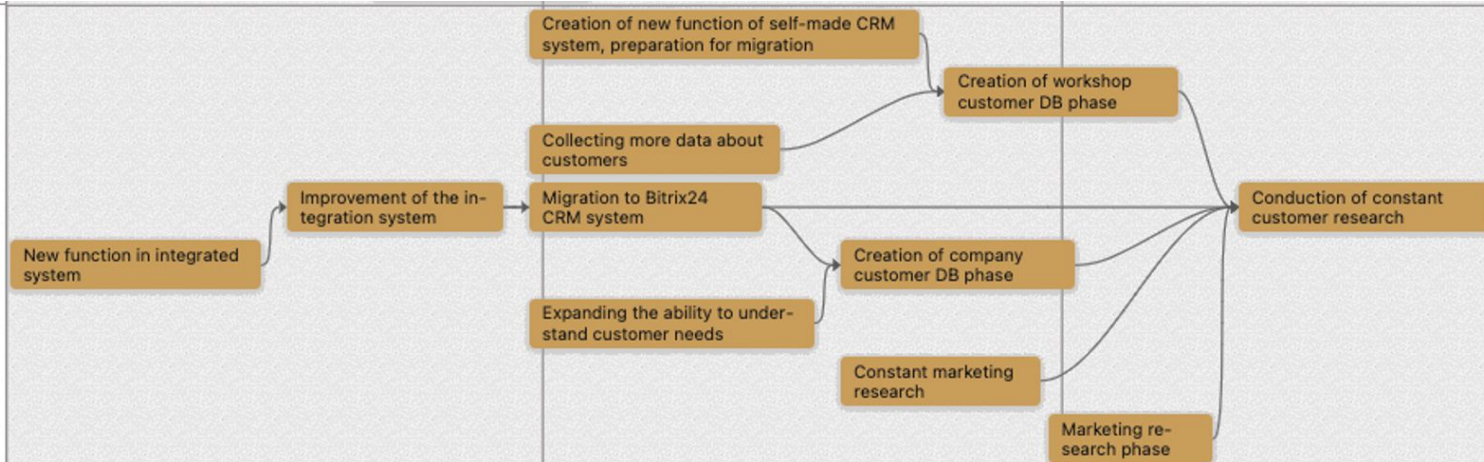 Creation of new function of self-made CRM
system, preparation for migration
Creation of workshop
customer DB phase
Collecting more data about
customers
Improvement of the in-
tegration system
Migration to Bitrix24
CRM system
Conduction of constant
customer research
New function in integrated
system
Creation of company
customer DB phase
Expanding the ability to under-
stand customer needs
Constant marketing
research
Marketing re-
search phase